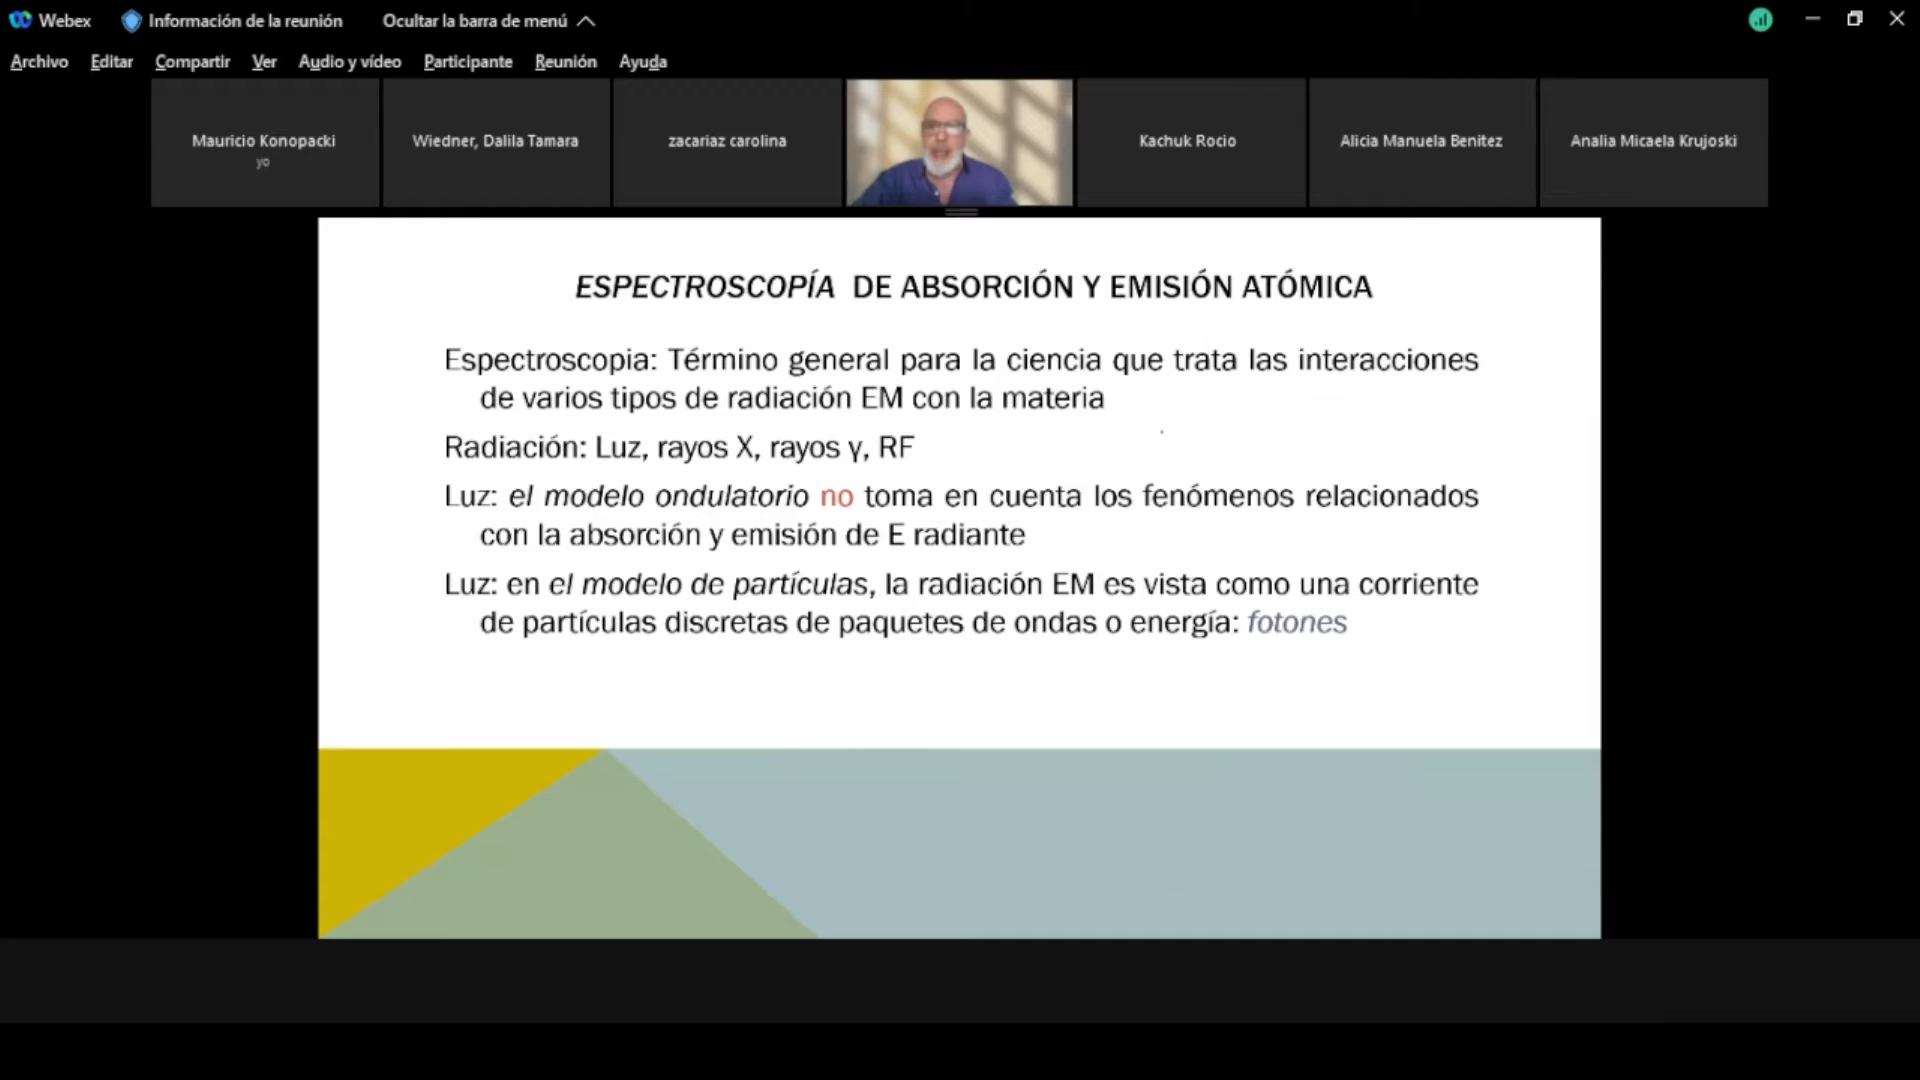 Webex
Información de la reunión
Ocultar la barra de menú
Archivo Editar Compartir Ver Audio y vídeo Participante Reunión Ayuda
Mauricio Konopacki
yo
Wiedner, Dalila Tamara
zacariaz carolina
Kachuk Rocio
Alicia Manuela Benitez
Analia Micaela Krujoski
ESPECTROSCOPÍA DE ABSORCIÓN Y EMISIÓN ATÓMICA
Espectroscopia: Término general para la ciencia que trata las interacciones
de varios tipos de radiación EM con la materia
Radiación: Luz, rayos X, rayos γ, RF
Luz: el modelo ondulatorio no toma en cuenta los fenómenos relacionados
con la absorción y emisión de E radiante
Luz: en el modelo de partículas, la radiación EM es vista como una corriente
de partículas discretas de paquetes de ondas o energía: fotones